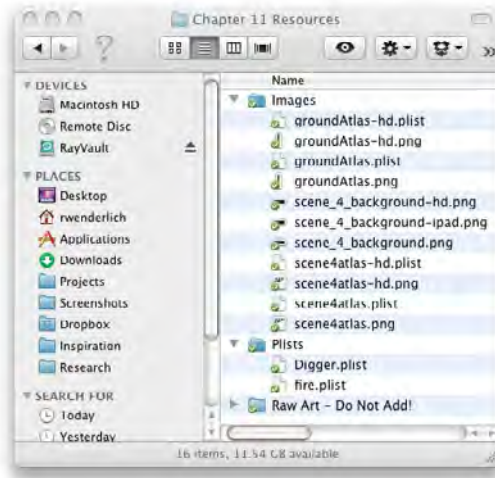 Chapter 11 Resources
DEVICES
Macintosh HD
Remote Disc
RayVault
PLACES
Desktop
rwenderlich
Applications
Downloads
Projects
Screenshots
Dropbox
Inspiration
Research
SEARCH FOR
Today
Yesterday
Name
Images
groundAtlas-hd.plist
groundAtlas-hd.png
groundAtlas.plist
groundAtlas.png
scene_4_background-hd.png
scene_4_background-ipad.png
scene_4_background.png
scene4atlas-hd.plist
scene4atlas-hd.png
scene4atlas.plist
scene4atlas.png
Plists
Digger.plist
fire.plist
Raw Art - Do Not Add!
16 items, 11.54 GB available